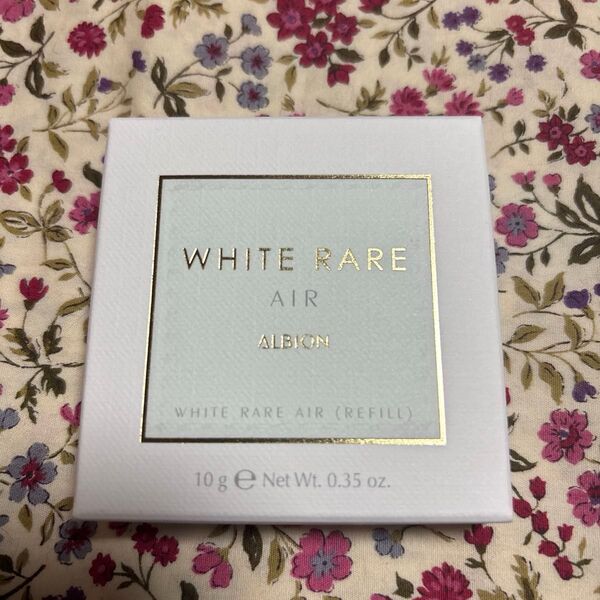 WHITE RARE
AIR
ALBION
WHITE RARE AIR (REFILL)
10 g ℮ Net Wt. 0.35 oz.